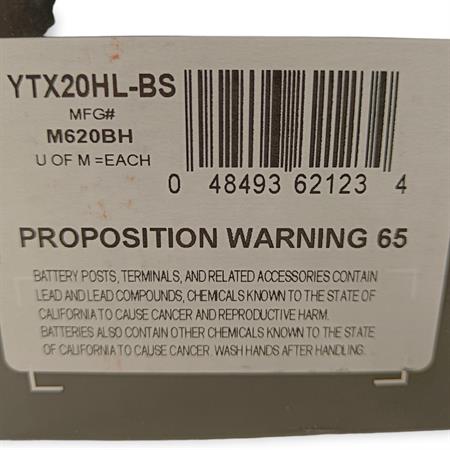 YTX20HL-BS
MFG#
M620BH
U OF M =EACH
0 48493 62123 4
PROPOSITION WARNING 65
BATTERY POSTS, TERMINALS, AND RELATED ACCESSORIES CONTAIN
LEAD AND LEAD COMPOUNDS, CHEMICALS KNOWN TO THE STATE OF
CALIFORNIA TO CAUSE CANCER AND REPRODUCTIVE HARM.
BATTERIES ALSO CONTAIN OTHER CHEMICALS KNOWN TO THE STATE
OF CALIFORNIA TO CAUSE CANCER. WASH HANDS AFTER HANDLING.